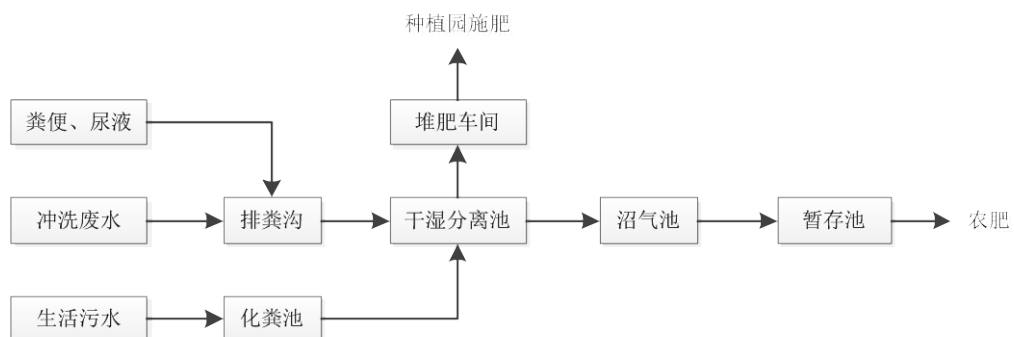 种植园施肥
粪便、尿液
堆肥车间
冲洗废水
排粪沟
干湿分离池
沼气池
暂存池
农肥
生活污水
化粪池